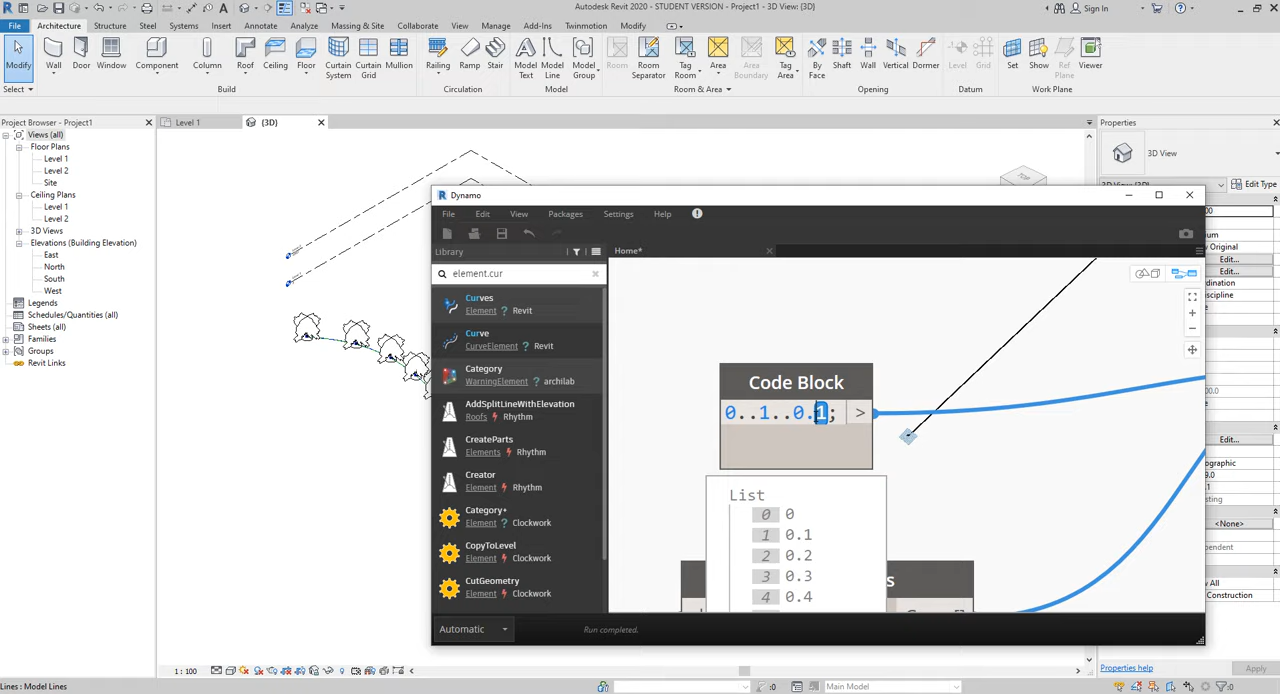 Autodesk Revit 2020 - STUDENT VERSION - Project1 - 3D View: {3D}
Sign In
File Architecture Structure Steel Systems Insert Annotate Analyze Massing & Site Collaborate View Manage Add-Ins Twinmotion Modify
Modify Wall Door Window Component Column Roof Ceiling Floor Curtain System Curtain Grid Mullion Railing Ramp Stair Model Text Model Line Model Group Room Room Separator Tag Room Area Area Boundary Tag Area By Face Shaft Wall Vertical Dormer Level Grid Set Show Ref Plane Viewer
Select Build Circulation Model Room & Area Opening Datum Work Plane
Project Browser - Project1
Level 1
{3D}
Properties
Views (all)
Floor Plans
Level 1
Level 2
Site
Ceiling Plans
Level 1
Level 2
3D Views
Elevations (Building Elevation)
East
North
South
West
Legends
Schedules/Quantities (all)
Sheets (all)
Families
Groups
Revit Links
TOP
3D View
Edit Type
Dynamo
File Edit View Packages Settings Help
Library
Home*
element.cur
Curves
Element Revit
Curve
CurveElement Revit
Category
WarningElement archilab
AddSplitLineWithElevation
Roofs Rhythm
CreateParts
Elements Rhythm
Creator
Element Rhythm
Category+
Element Clockwork
CopyToLevel
Element Clockwork
CutGeometry
Element Clockwork
Code Block
0..1..0.1; >
List
0 0
1 0.1
2 0.2
3 0.3
4 0.4
s
Automatic
Run completed.
Original
Edit...
Edit...
Edit...
<None>
Construction
Properties help
Apply
1 : 100
:0
Main Model
:0
Lines : Model Lines